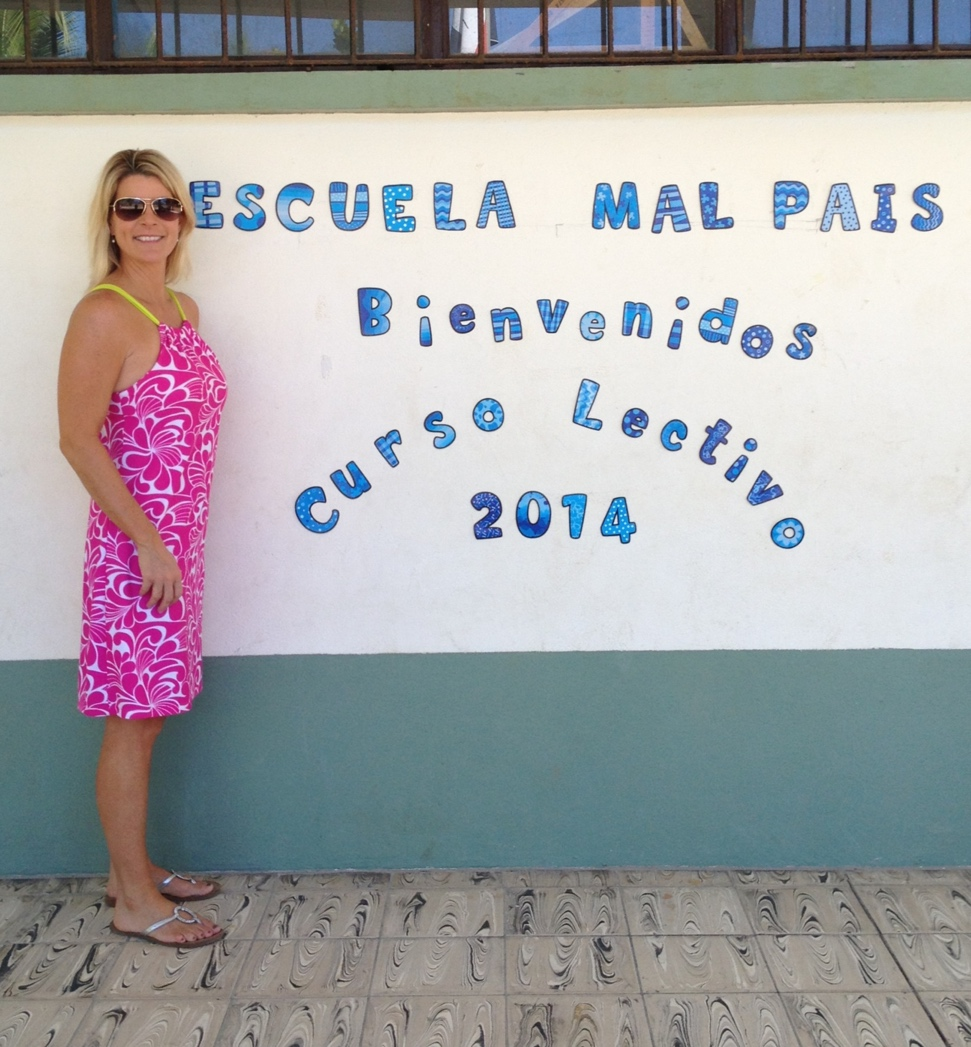 ESCUELA MAL PAIS
Bienvenidos
Curso Lectivo
2014